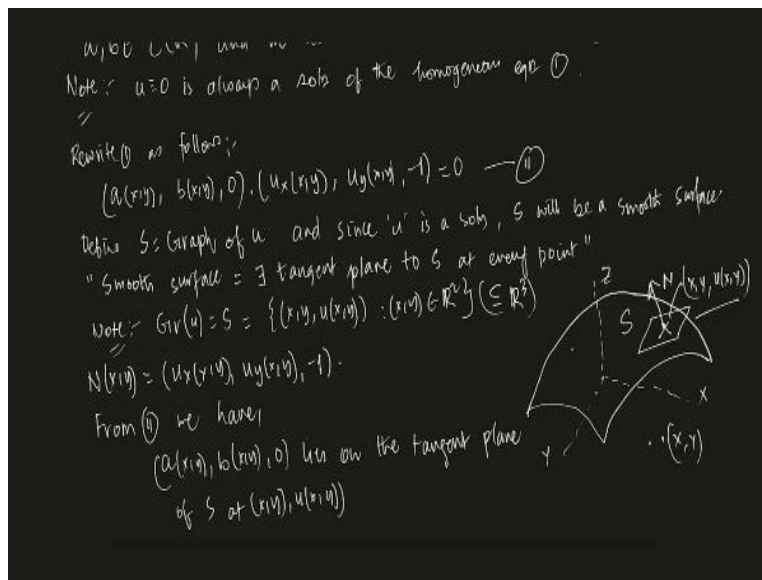 Note: u=0 is always a soln of the homogenean eqn ①.
Rewrite ① as follow:
(a(x,y), b(x,y), 0).(ux(x,y), uy(x,y), -1) = 0 — ⑪
Define S = Graph of u and since 'u' is a soln, S will be a smooth surface.
"Smooth surface = ∃ tangent plane to S at every point"
Note:- Gr(u) = S = {(x,y,u(x,y)) : (x,y) ∈ ℝ²} (⊆ ℝ³)
N(x,y) = (ux(x,y), uy(x,y), -1).
From ⑪ we have,
(a(x,y), b(x,y), 0) lies on the tangent plane
of S at (x,y), u(x,y))
Z
N
(x, y, u(x,y))
S
X
Y
(x, y)